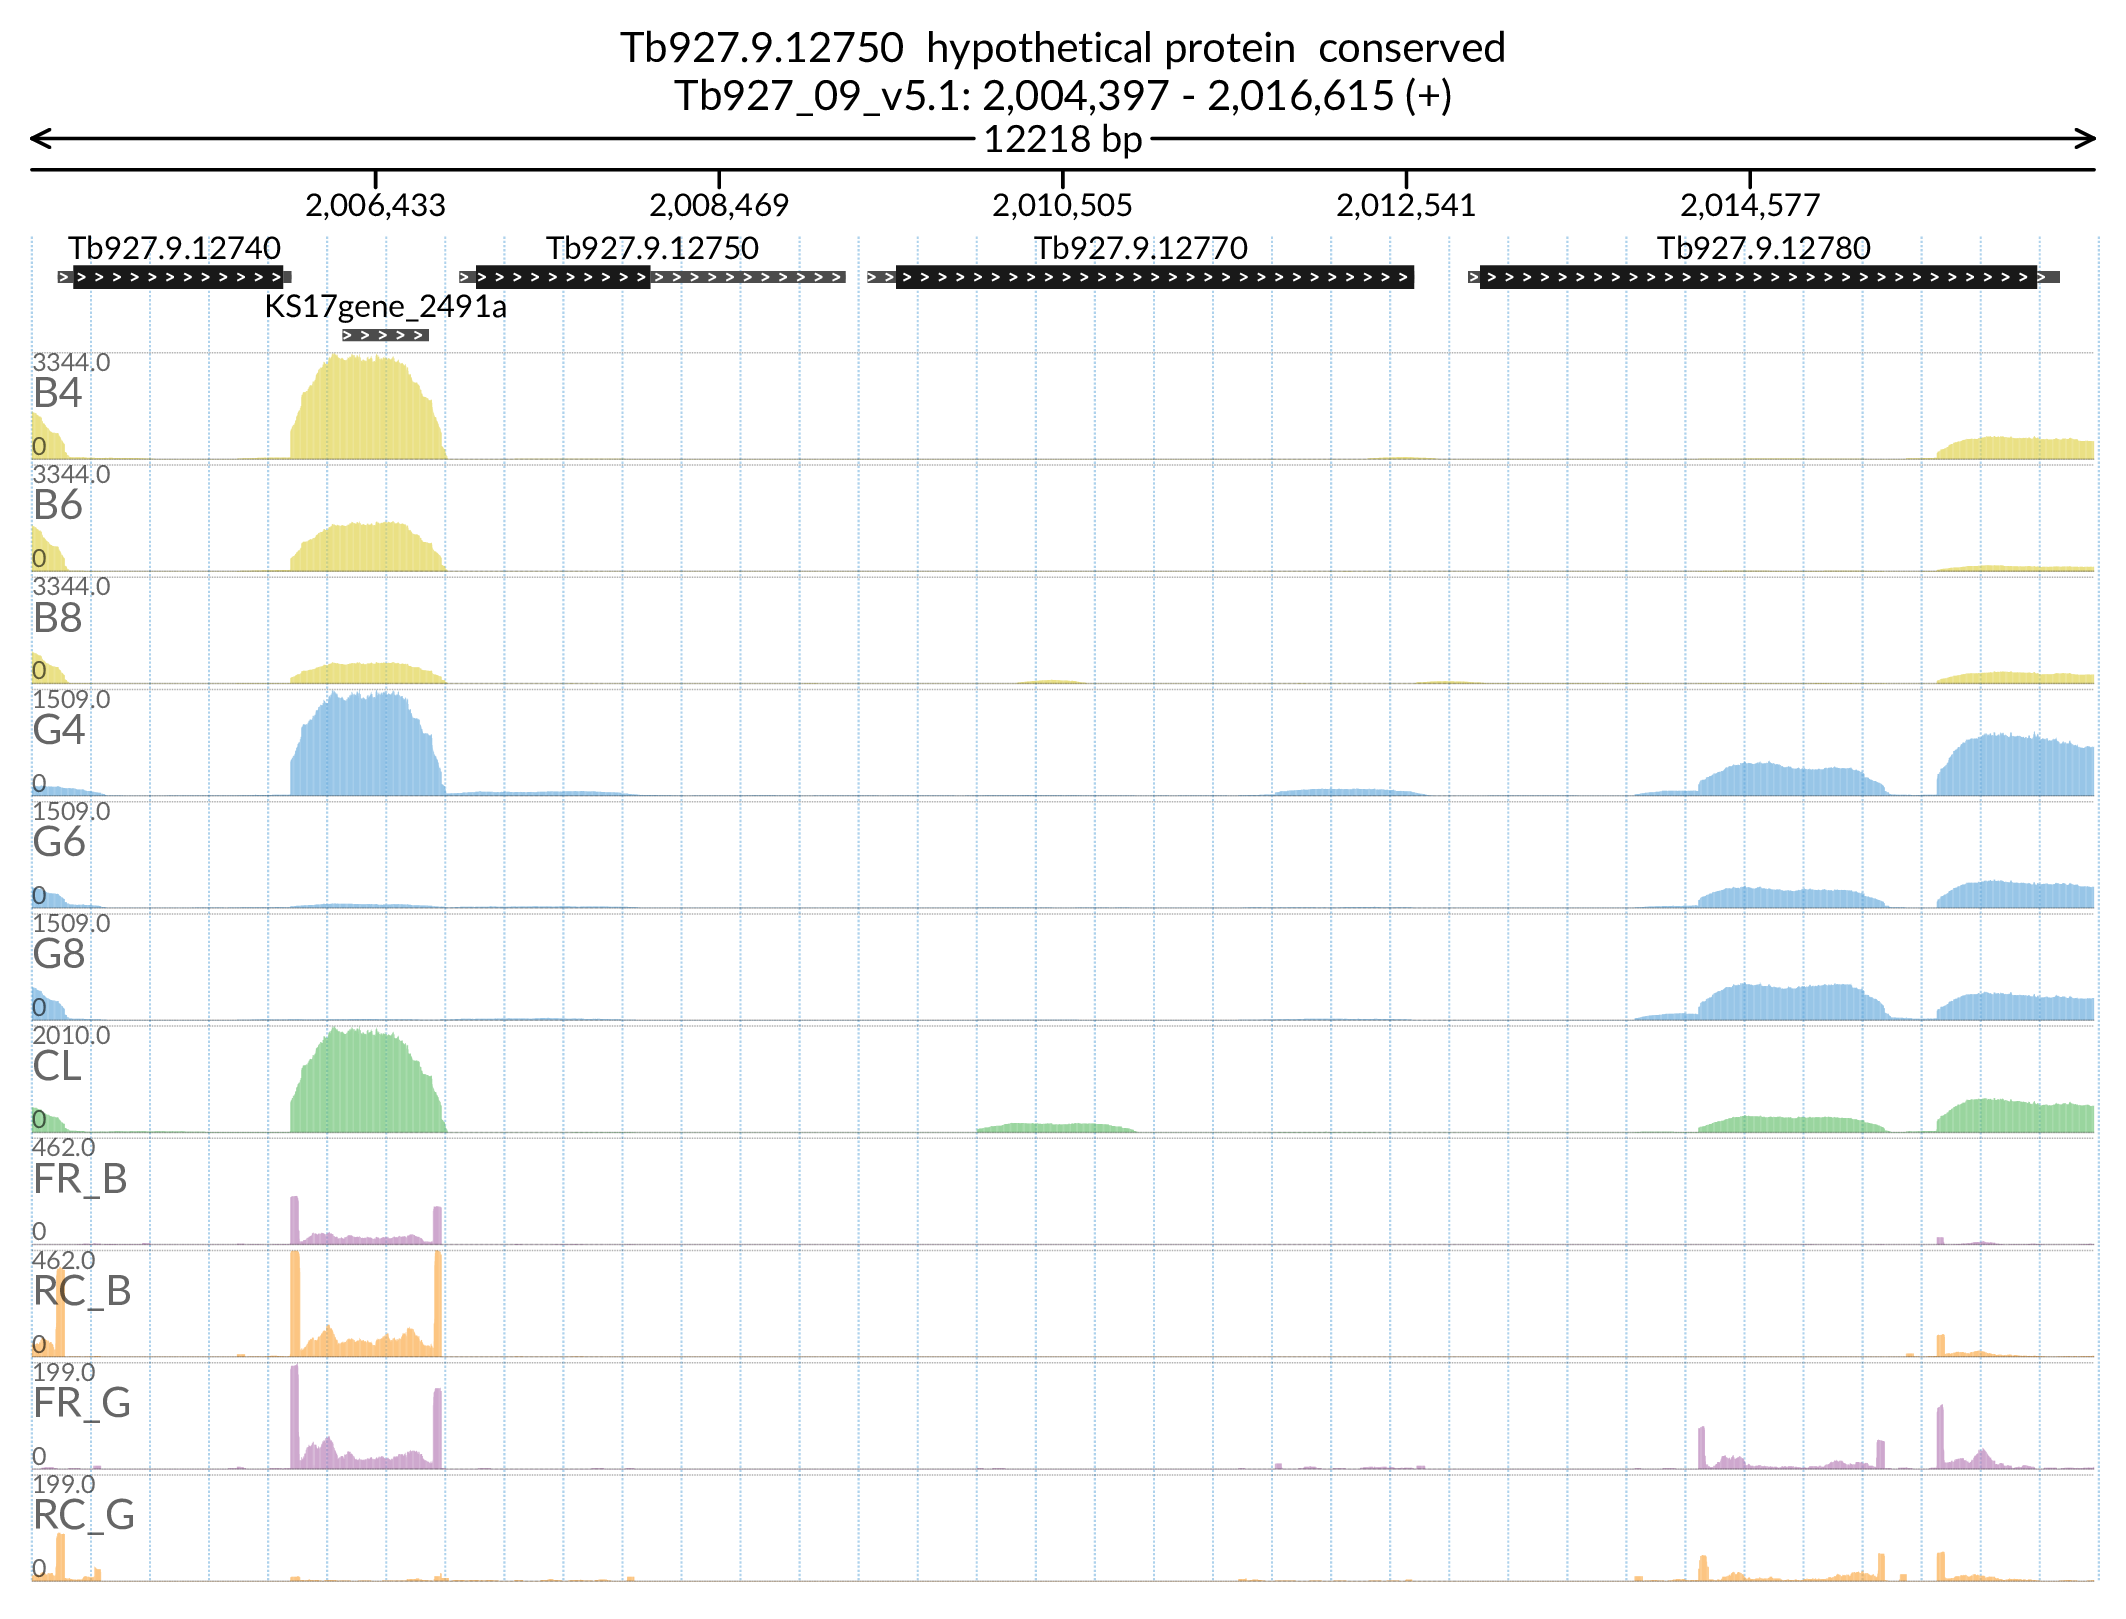 Tb927.9.12750  hypothetical protein  conserved
Tb927_09_v5.1: 2,004,397 - 2,016,615 (+)
12218 bp
2,006,433 2,008,469 2,010,505 2,012,541 2,014,577
Tb927.9.12740 Tb927.9.12750 Tb927.9.12770 Tb927.9.12780
KS17gene_2491a
3344.0
B4
0
3344.0
B6
0
3344.0
B8
0
1509.0
G4
0
1509.0
G6
0
1509.0
G8
0
2010.0
CL
0
462.0
FR_B
0
462.0
RC_B
0
199.0
FR_G
0
199.0
RC_G
0